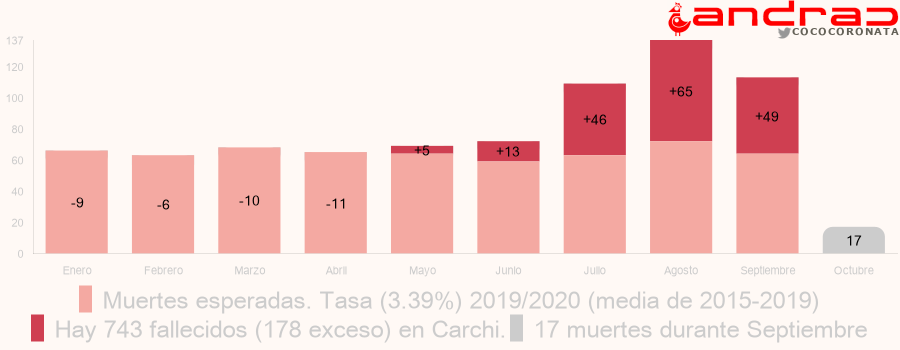 andrab
COCOCORONATA
137
120
100
80
60
40
20
0
-9
-6
-10
-11
+5
+13
+46
+65
+49
17
Enero
Febrero
Marzo
Abril
Mayo
Junio
Julio
Agosto
Septiembre
Octubre
Muertes esperadas. Tasa (3.39%) 2019/2020 (media de 2015-2019)
Hay 743 fallecidos (178 exceso) en Carchi.
17 muertes durante Septiembre